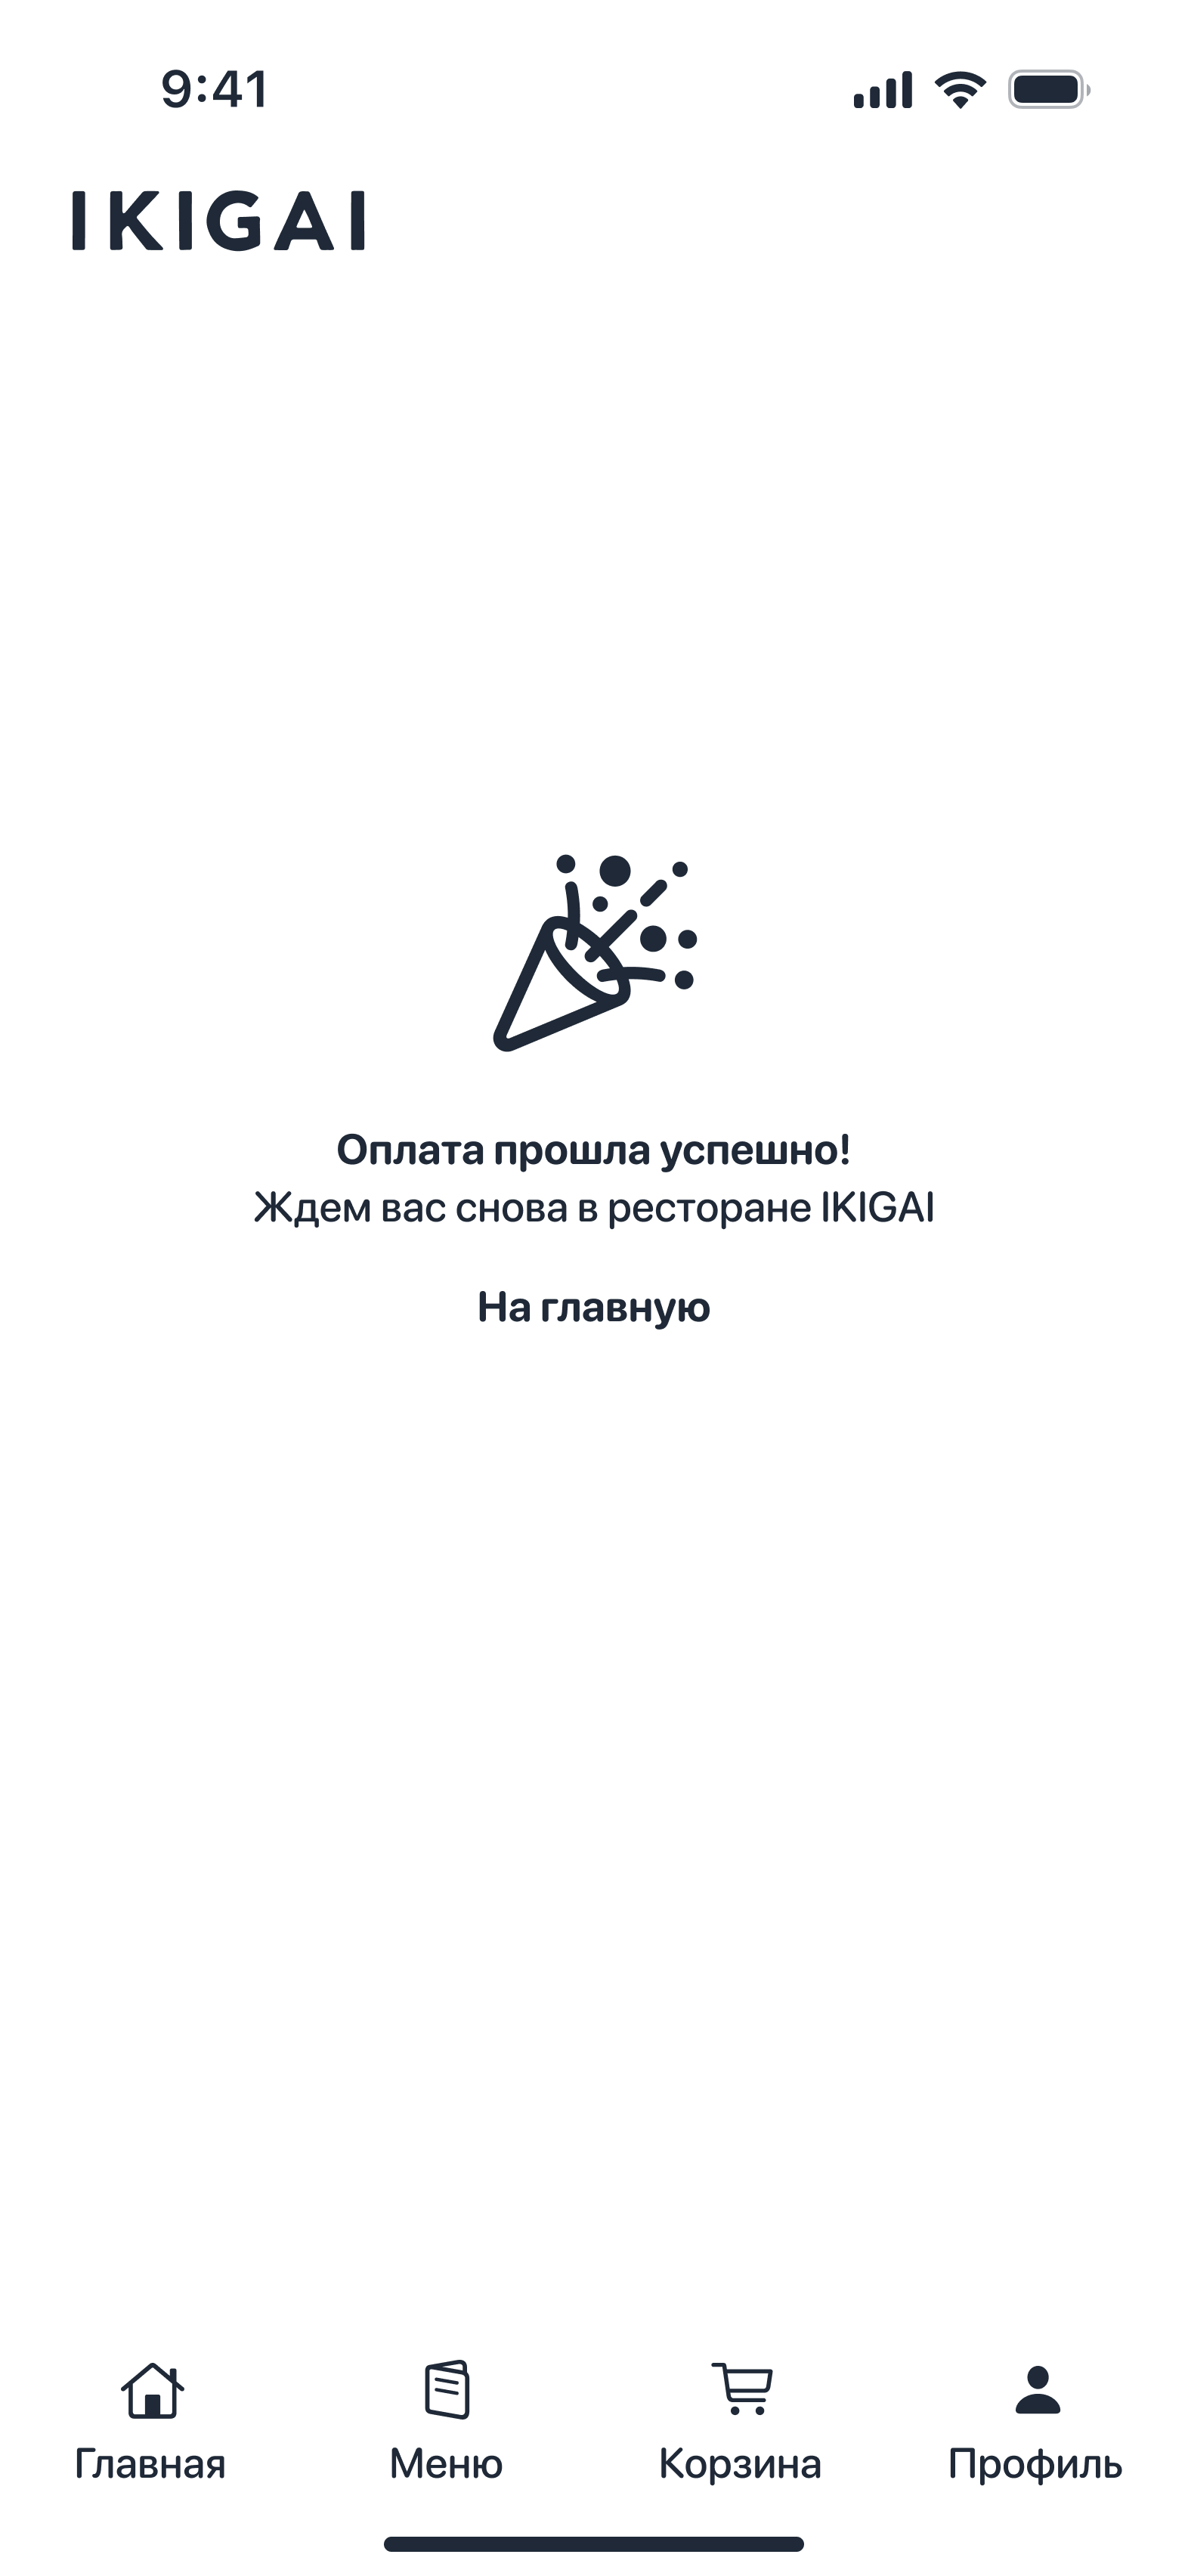 9:41
IKIGAI
Оплата прошла успешно!
Ждем вас снова в ресторане IKIGAI
На главную
Главная
Меню
Корзина
Профиль